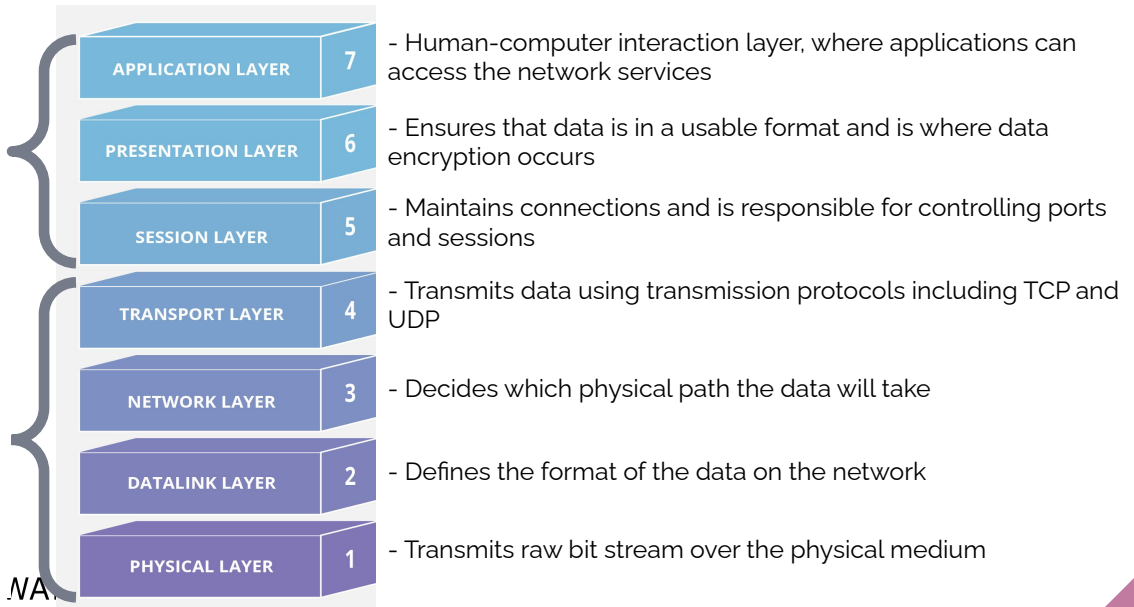 APPLICATION LAYER 7
- Human-computer interaction layer, where applications can
access the network services
PRESENTATION LAYER 6
- Ensures that data is in a usable format and is where data
encryption occurs
SESSION LAYER 5
- Maintains connections and is responsible for controlling ports
and sessions
TRANSPORT LAYER 4
- Transmits data using transmission protocols including TCP and
UDP
NETWORK LAYER 3
- Decides which physical path the data will take
DATALINK LAYER 2
- Defines the format of the data on the network
PHYSICAL LAYER 1
- Transmits raw bit stream over the physical medium